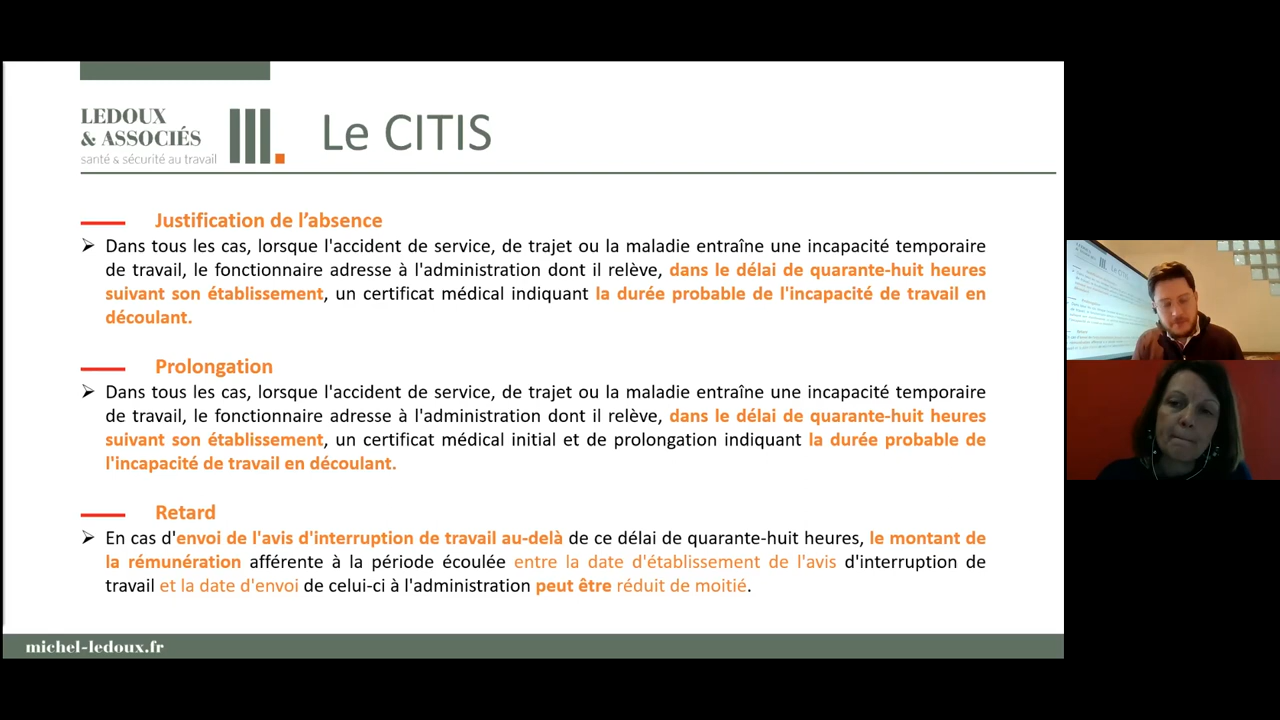 LEDOUX
& ASSOCIÉS
santé & sécurité au travail
Le CITIS
Justification de l’absence
Dans tous les cas, lorsque l'accident de service, de trajet ou la maladie entraîne une incapacité temporaire
de travail, le fonctionnaire adresse à l'administration dont il relève, dans le délai de quarante-huit heures
suivant son établissement, un certificat médical indiquant la durée probable de l'incapacité de travail en
découlant.
Prolongation
Dans tous les cas, lorsque l'accident de service, de trajet ou la maladie entraîne une incapacité temporaire
de travail, le fonctionnaire adresse à l'administration dont il relève, dans le délai de quarante-huit heures
suivant son établissement, un certificat médical initial et de prolongation indiquant la durée probable de
l'incapacité de travail en découlant.
Retard
En cas d'envoi de l'avis d'interruption de travail au-delà de ce délai de quarante-huit heures, le montant de
la rémunération afférente à la période écoulée entre la date d'établissement de l'avis d'interruption de
travail et la date d'envoi de celui-ci à l'administration peut être réduit de moitié.
michel-ledoux.fr
Le CITIS